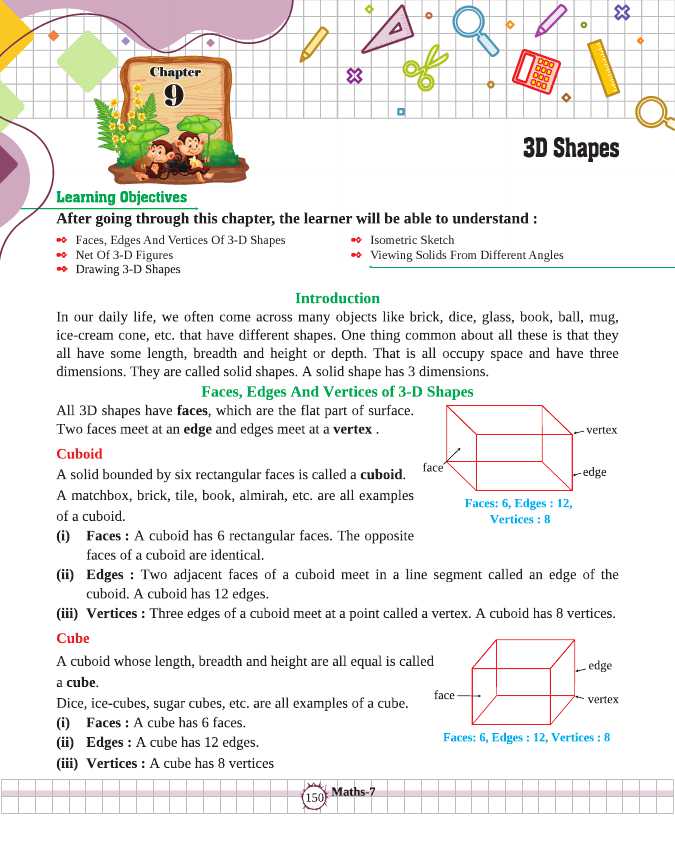 Chapter
9
3D Shapes
Learning Objectives
After going through this chapter, the learner will be able to understand :
Faces, Edges And Vertices Of 3-D Shapes
Net Of 3-D Figures
Drawing 3-D Shapes
Isometric Sketch
Viewing Solids From Different Angles
Introduction
In our daily life, we often come across many objects like brick, dice, glass, book, ball, mug,
ice-cream cone, etc. that have different shapes. One thing common about all these is that they
all have some length, breadth and height or depth. That is all occupy space and have three
dimensions. They are called solid shapes. A solid shape has 3 dimensions.
Faces, Edges And Vertices of 3-D Shapes
All 3D shapes have faces, which are the flat part of surface.
Two faces meet at an edge and edges meet at a vertex .
vertex
face
edge
Faces: 6, Edges : 12,
Vertices : 8
Cuboid
A solid bounded by six rectangular faces is called a cuboid.
A matchbox, brick, tile, book, almirah, etc. are all examples
of a cuboid.
(i) Faces : A cuboid has 6 rectangular faces. The opposite
faces of a cuboid are identical.
(ii) Edges : Two adjacent faces of a cuboid meet in a line segment called an edge of the
cuboid. A cuboid has 12 edges.
(iii) Vertices : Three edges of a cuboid meet at a point called a vertex. A cuboid has 8 vertices.
Cube
A cuboid whose length, breadth and height are all equal is called
a cube.
Dice, ice-cubes, sugar cubes, etc. are all examples of a cube.
(i) Faces : A cube has 6 faces.
(ii) Edges : A cube has 12 edges.
(iii) Vertices : A cube has 8 vertices
edge
face
vertex
Faces: 6, Edges : 12, Vertices : 8
150 Maths-7